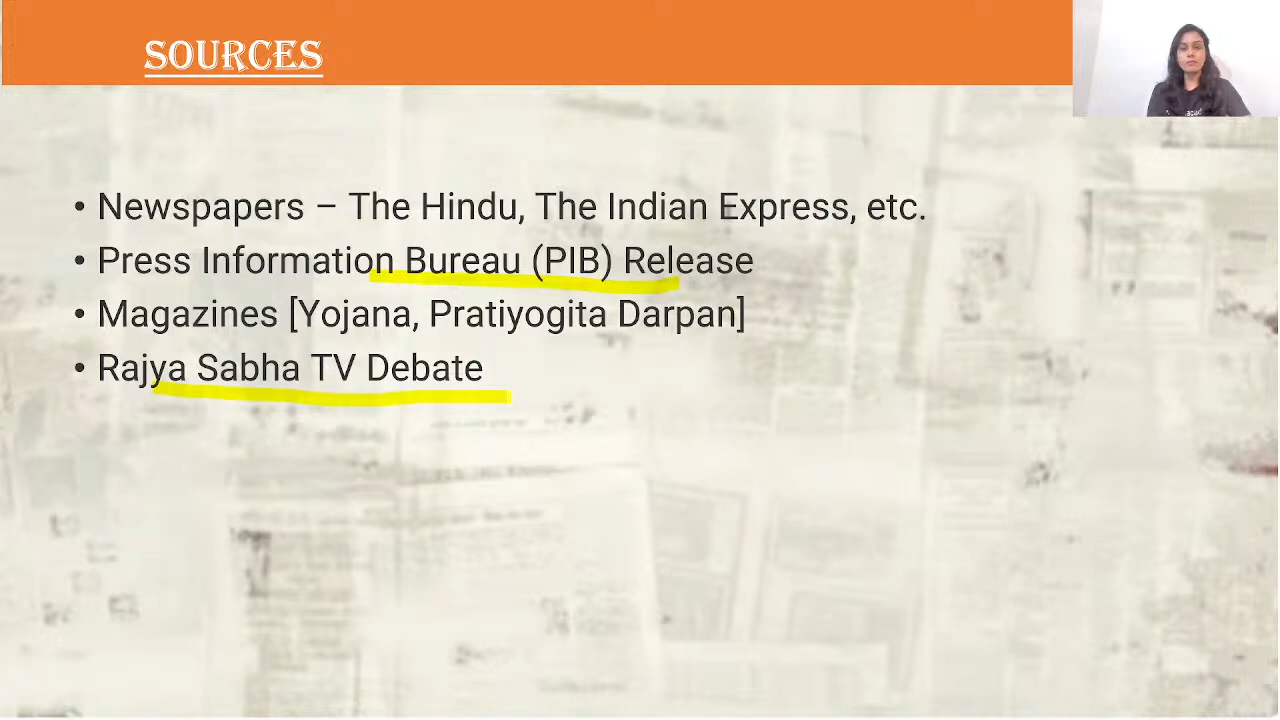 SOURCES
• Newspapers – The Hindu, The Indian Express, etc.
• Press Information Bureau (PIB) Release
• Magazines [Yojana, Pratiyogita Darpan]
• Rajya Sabha TV Debate